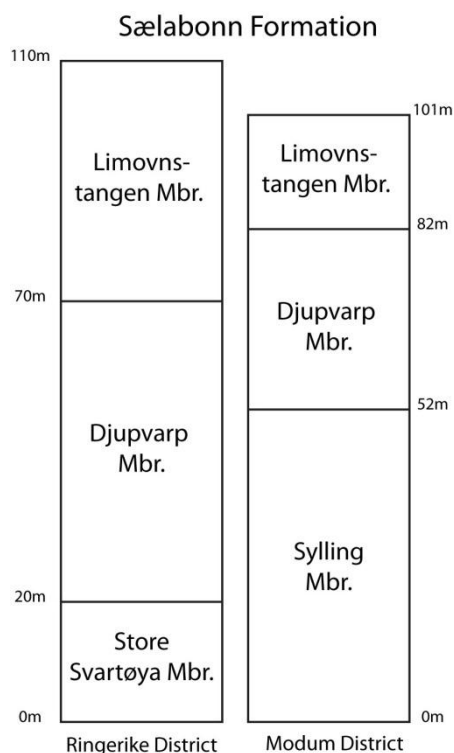 Sælabonn Formation
110m
Limovns-
tangen Mbr.
70m
Djupvarp
Mbr.
20m
Store
Svartøya Mbr.
0m
Ringerike District
101m
Limovns-
tangen Mbr.
82m
Djupvarp
Mbr.
52m
Sylling
Mbr.
0m
Modum District